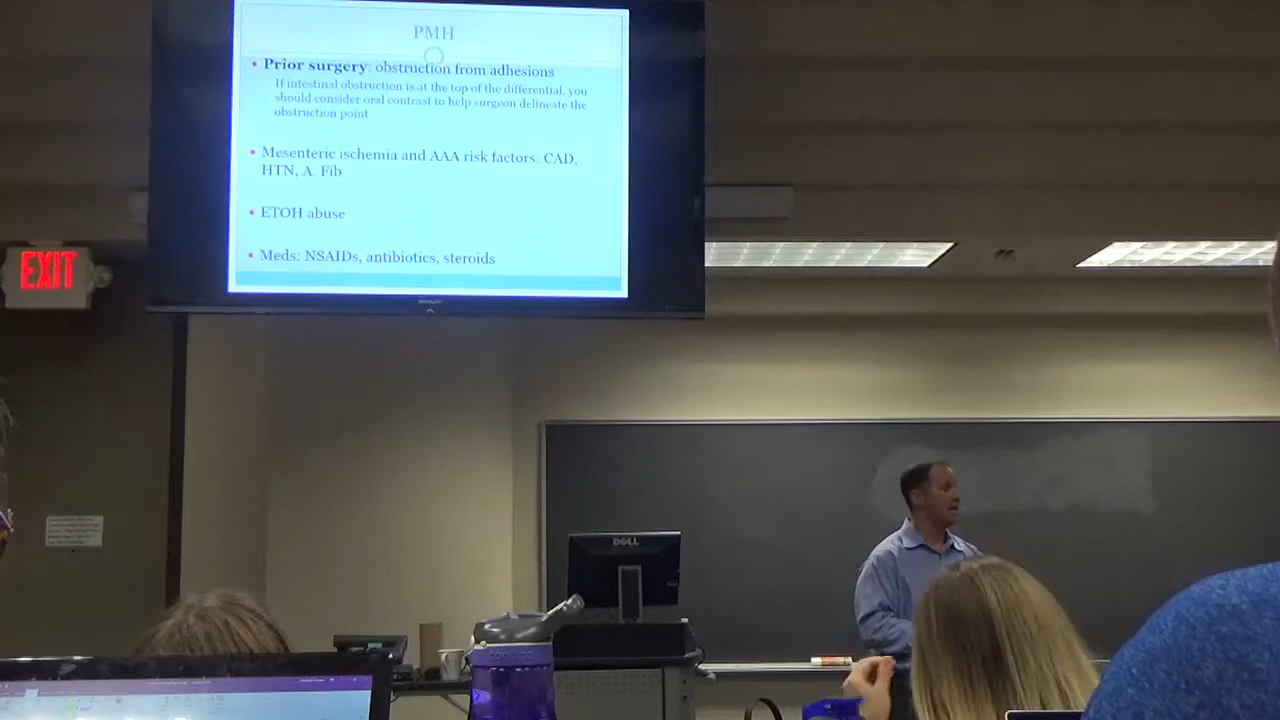 PMH
• Prior surgery: obstruction from adhesions
If intestinal obstruction is at the top of the differential, you
should consider oral contrast to help surgeon delineate the
obstruction point
• Mesenteric ischemia and AAA risk factors: CAD,
HTN, A. Fib
• ETOH abuse
• Meds: NSAIDs, antibiotics, steroids
EXIT
DELL